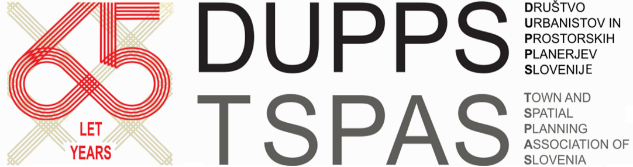 65
LET
YEARS
DUPPS
TSPAS
DRUŠTVO
URBANISTOV IN
PROSTORSKIH
PLANERJEV
SLOVENIJE
TOWN AND
SPATIAL
PLANNING
ASSOCIATION OF
SLOVENIA